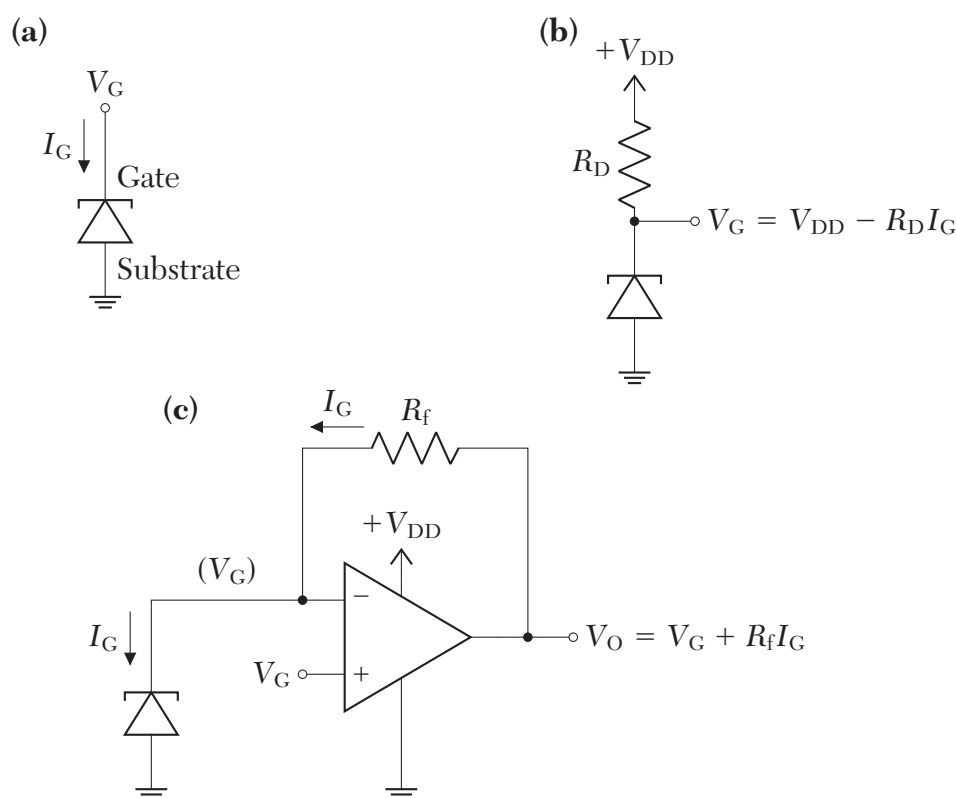 (a)
V_G
I_G
Gate
Substrate
(b)
+V_DD
R_D
V_G = V_DD − R_D I_G
(c)
I_G
R_f
+V_DD
(V_G)
−
I_G
V_G
+
V_O = V_G + R_f I_G